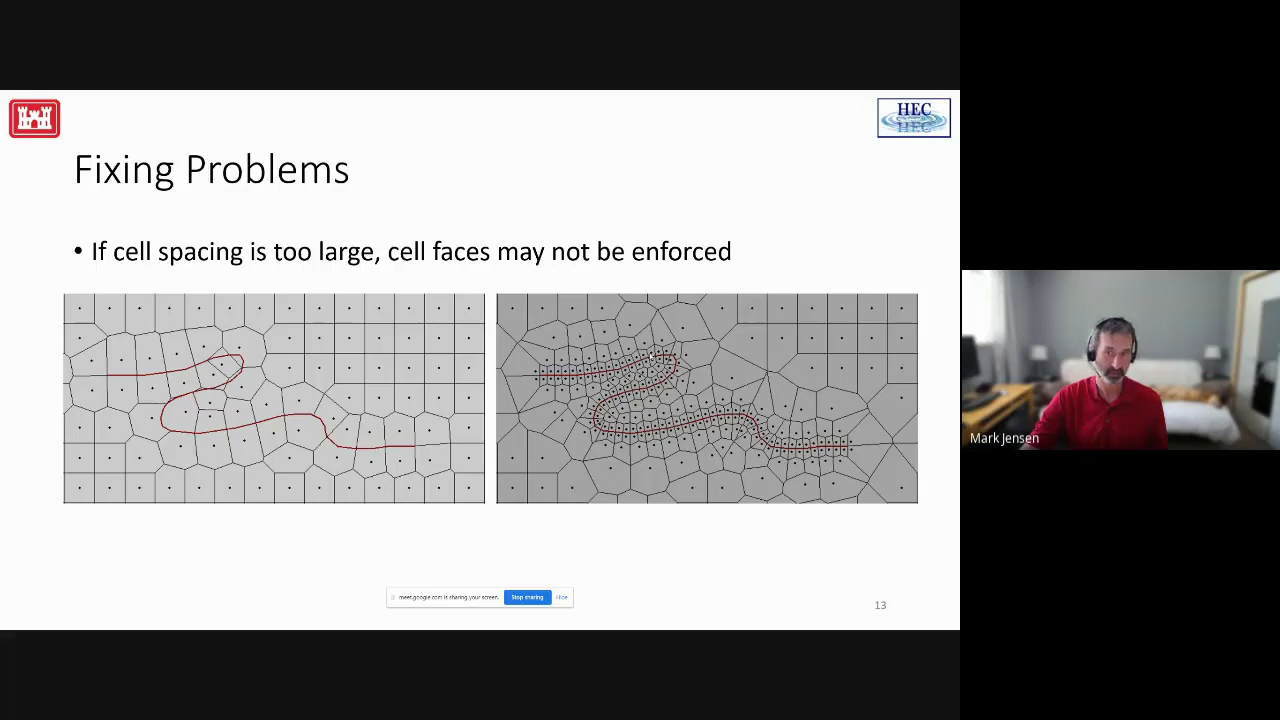 HEC
HEC
Fixing Problems
• If cell spacing is too large, cell faces may not be enforced
meet.google.com is sharing your screen.
Stop sharing
Hide
13
Mark Jensen